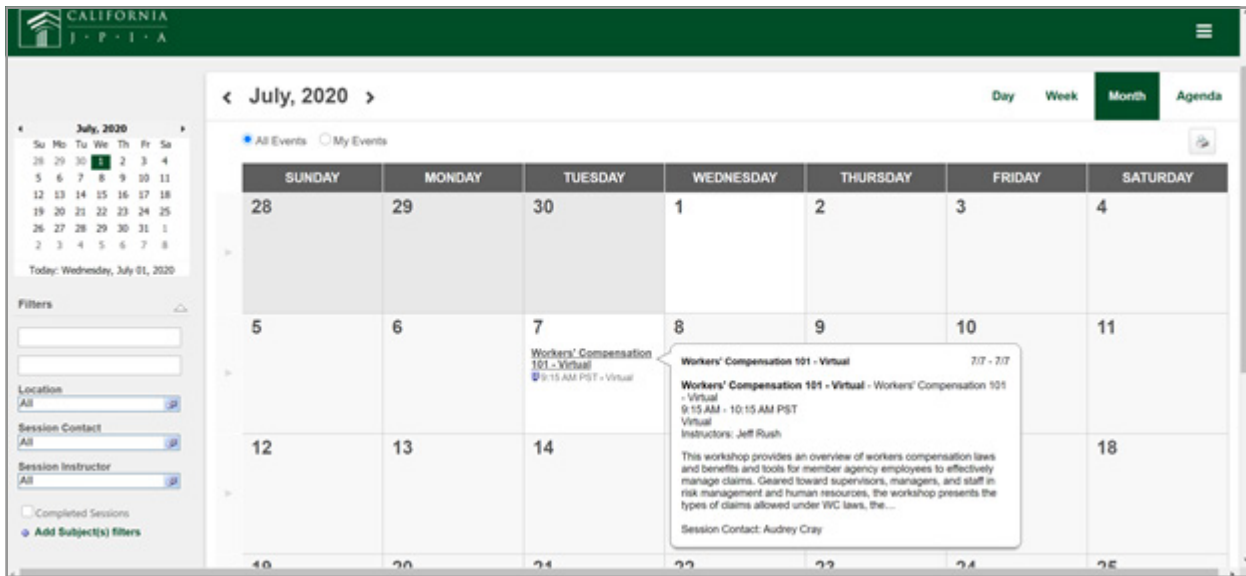 CALIFORNIA
J · P · I · A
July, 2020
Day Week Month Agenda
All Events My Events
July, 2020
Su Mo Tu We Th Fr Sa
28 29 30 1 2 3 4
5 6 7 8 9 10 11
12 13 14 15 16 17 18
19 20 21 22 23 24 25
26 27 28 29 30 31 1
2 3 4 5 6 7 8
Today: Wednesday, July 01, 2020
Filters
Location
All
Session Contact
All
Session Instructor
All
Completed Sessions
Add Subject(s) filters
SUNDAY MONDAY TUESDAY WEDNESDAY THURSDAY FRIDAY SATURDAY
28 29 30 1 2 3 4
5 6 7 8 9 10 11
Workers' Compensation
101 - Virtual
9:15 AM PST - Virtual
Workers' Compensation 101 - Virtual 7/7 - 7/7
Workers' Compensation 101 - Virtual - Workers' Compensation 101
- Virtual
9:15 AM - 10:15 AM PST
Virtual
Instructors: Jeff Rush
This workshop provides an overview of workers compensation laws
and benefits and tools for member agency employees to effectively
manage claims. Geared toward supervisors, managers, and staff in
risk management and human resources, the workshop presents the
types of claims allowed under WC laws, the...
Session Contact: Audrey Cray
12 13 14 18
19 20 21 22 23 24 25